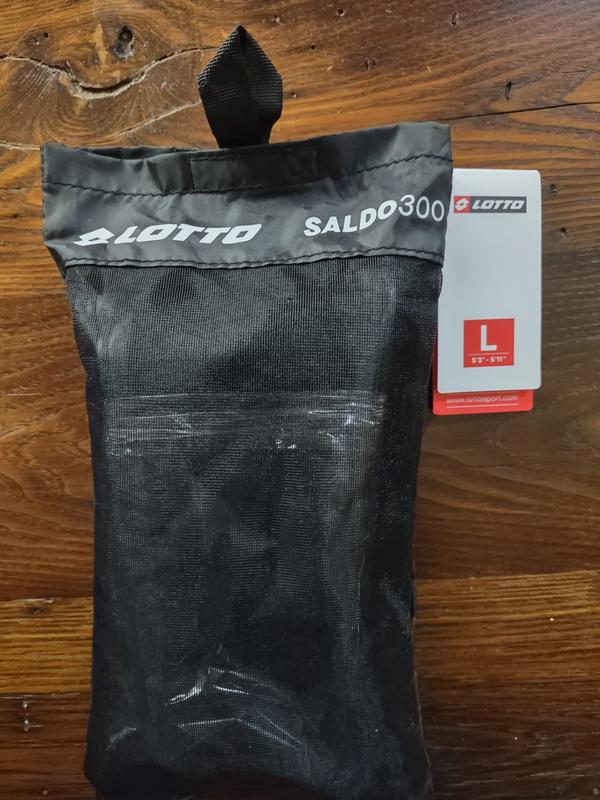 LOTTO SALDO300
LOTTO
L
5'3" - 5'11"
www.lottosport.com